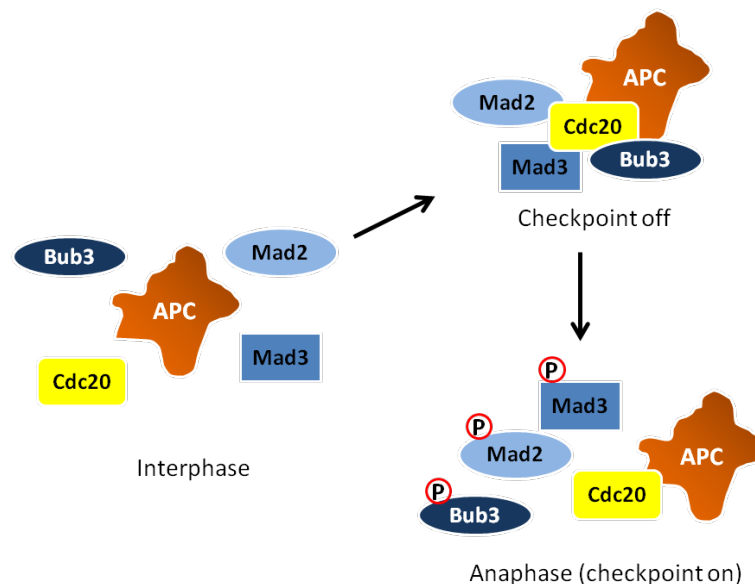 APC
Mad2
Cdc20
Mad3
Bub3
Checkpoint off
Bub3
Mad2
APC
Mad3
Cdc20
Interphase
P
Mad3
P
Mad2
APC
Cdc20
P
Bub3
Anaphase (checkpoint on)